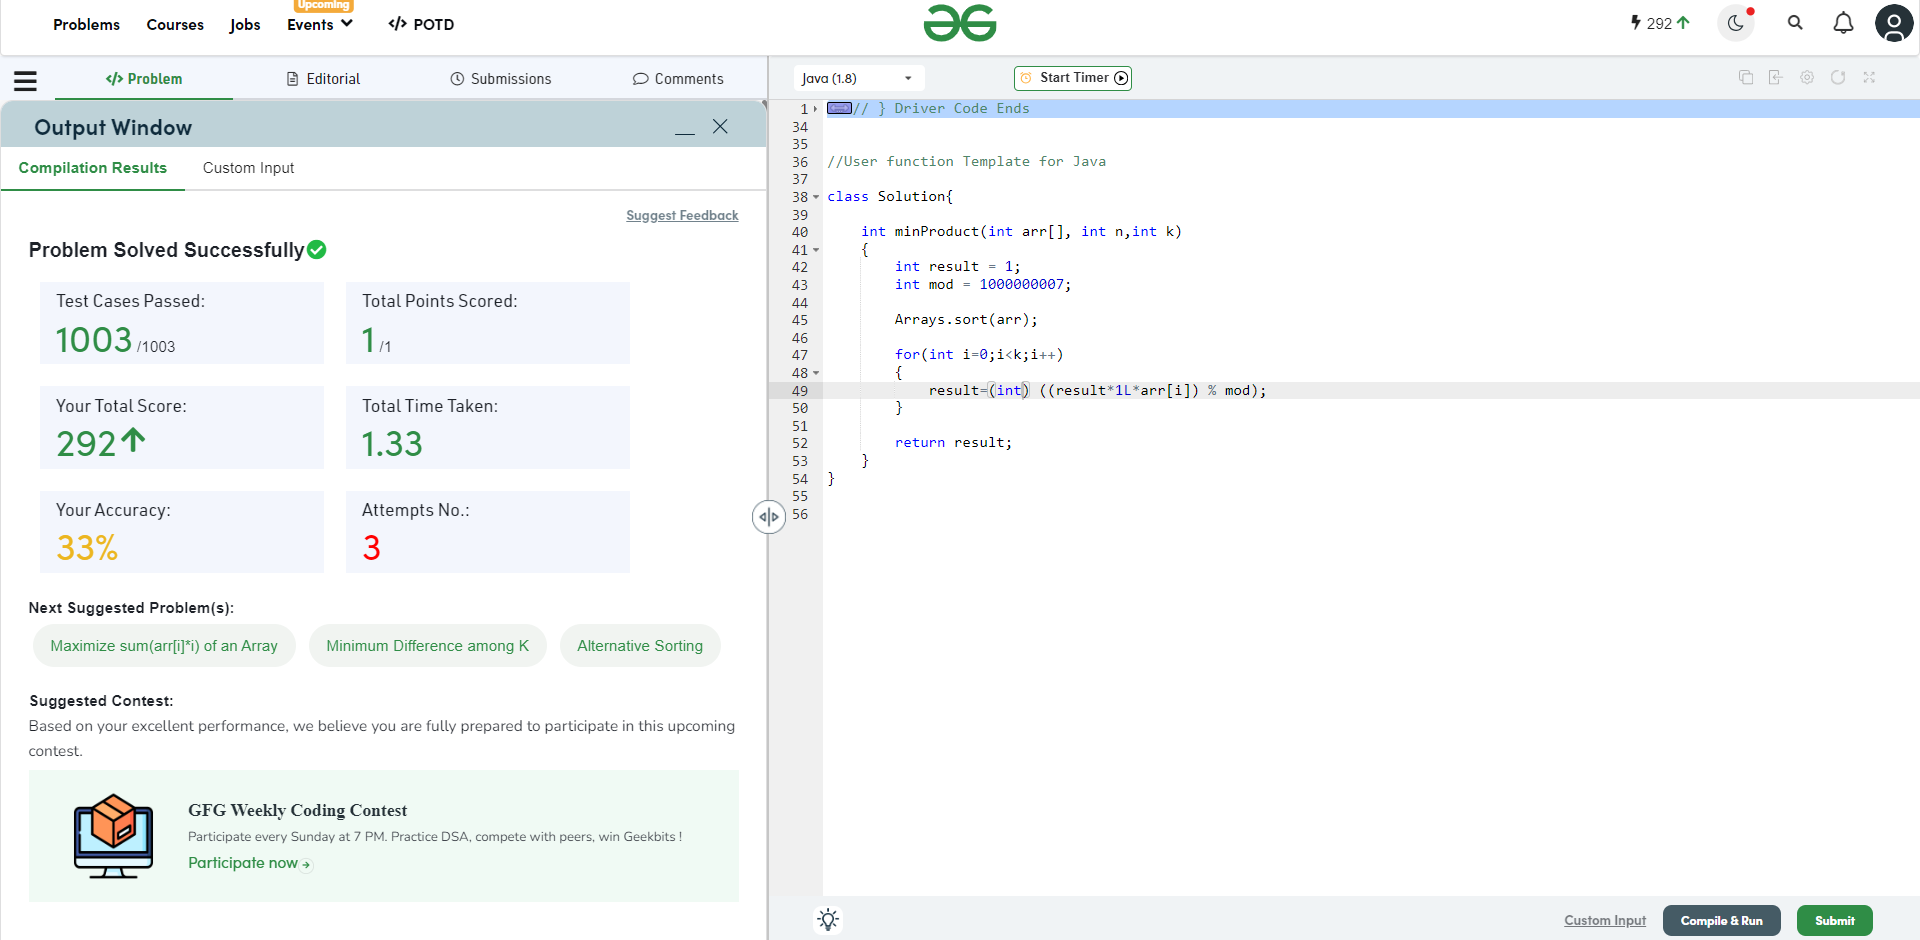 Upcoming
Problems Courses Jobs Events </> POTD
292
</> Problem Editorial Submissions Comments
Output Window
Compilation Results Custom Input
Suggest Feedback
Problem Solved Successfully
Test Cases Passed:
1003 /1003
Total Points Scored:
1 /1
Your Total Score:
292
Total Time Taken:
1.33
Your Accuracy:
33%
Attempts No.:
3
Next Suggested Problem(s):
Maximize sum(arr[i]*i) of an Array Minimum Difference among K Alternative Sorting
Suggested Contest:
Based on your excellent performance, we believe you are fully prepared to participate in this upcoming
contest.
GFG Weekly Coding Contest
Participate every Sunday at 7 PM. Practice DSA, compete with peers, win Geekbits !
Participate now
Java (1.8) Start Timer
1 // } Driver Code Ends
34
35
36 //User function Template for Java
37
38 class Solution{
39
40 int minProduct(int arr[], int n,int k)
41 {
42 int result = 1;
43 int mod = 1000000007;
44
45 Arrays.sort(arr);
46
47 for(int i=0;i<k;i++)
48 {
49 result=(int) ((result*1L*arr[i]) % mod);
50 }
51
52 return result;
53 }
54 }
55
56
Custom Input Compile & Run Submit